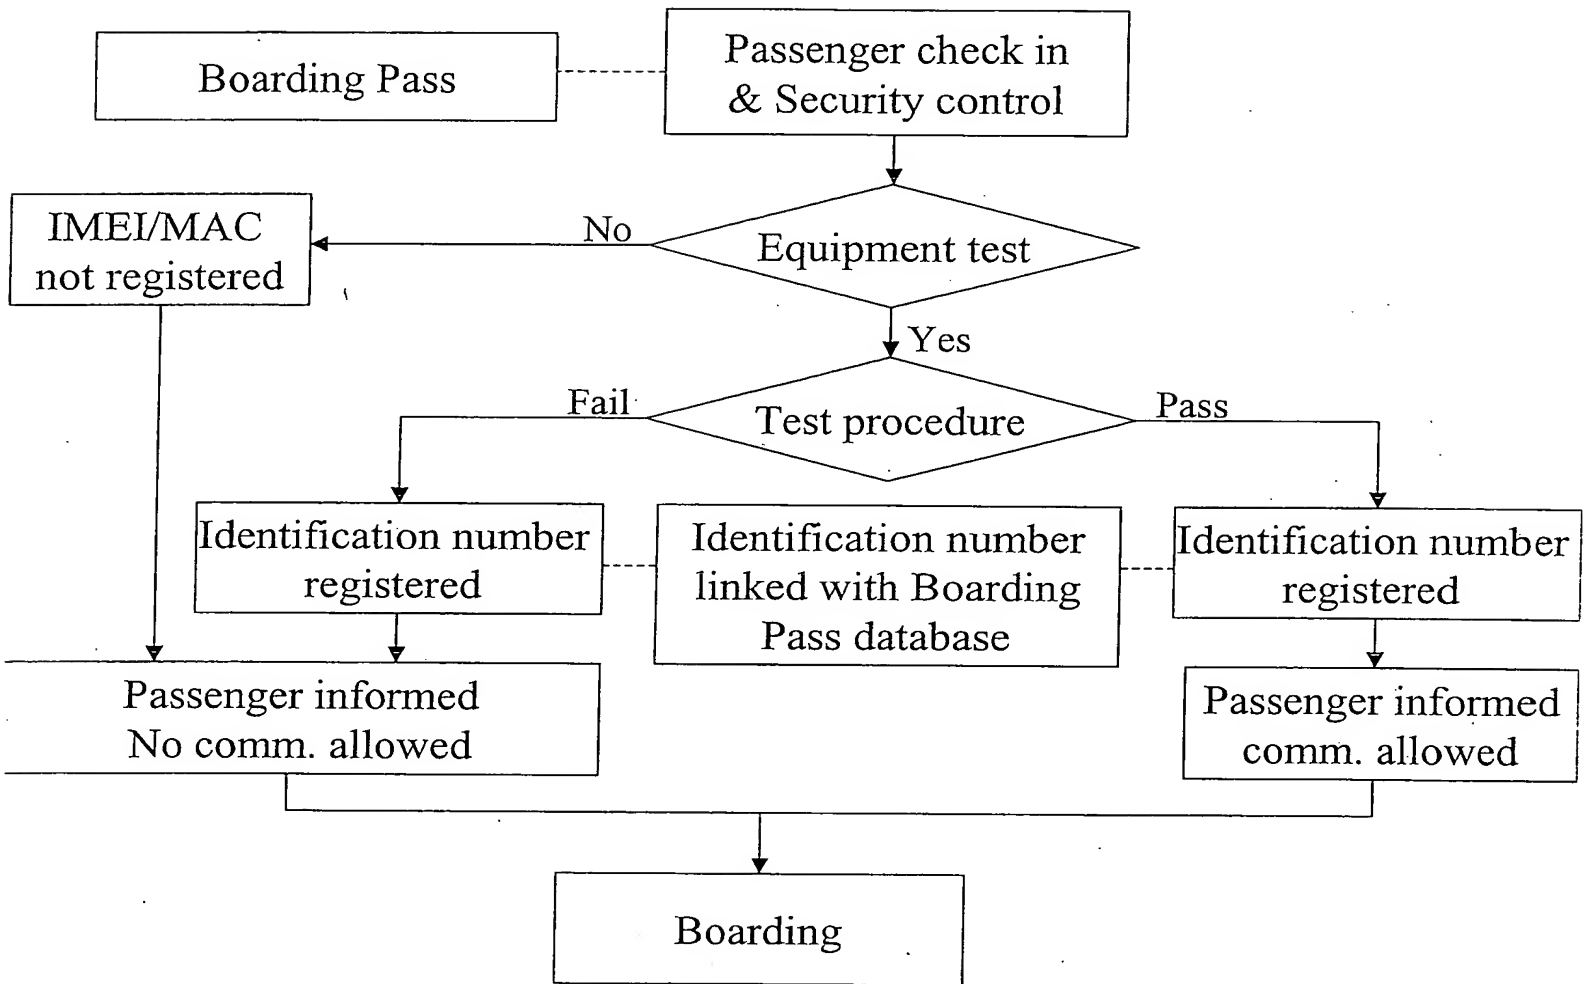 Boarding Pass
Passenger check in
& Security control
IMEI/MAC
not registered
No
Equipment test
Yes
Fail
Test procedure
Pass
Identification number
registered
Identification number
linked with Boarding
Pass database
Identification number
registered
Passenger informed
No comm. allowed
Passenger informed
comm. allowed
Boarding